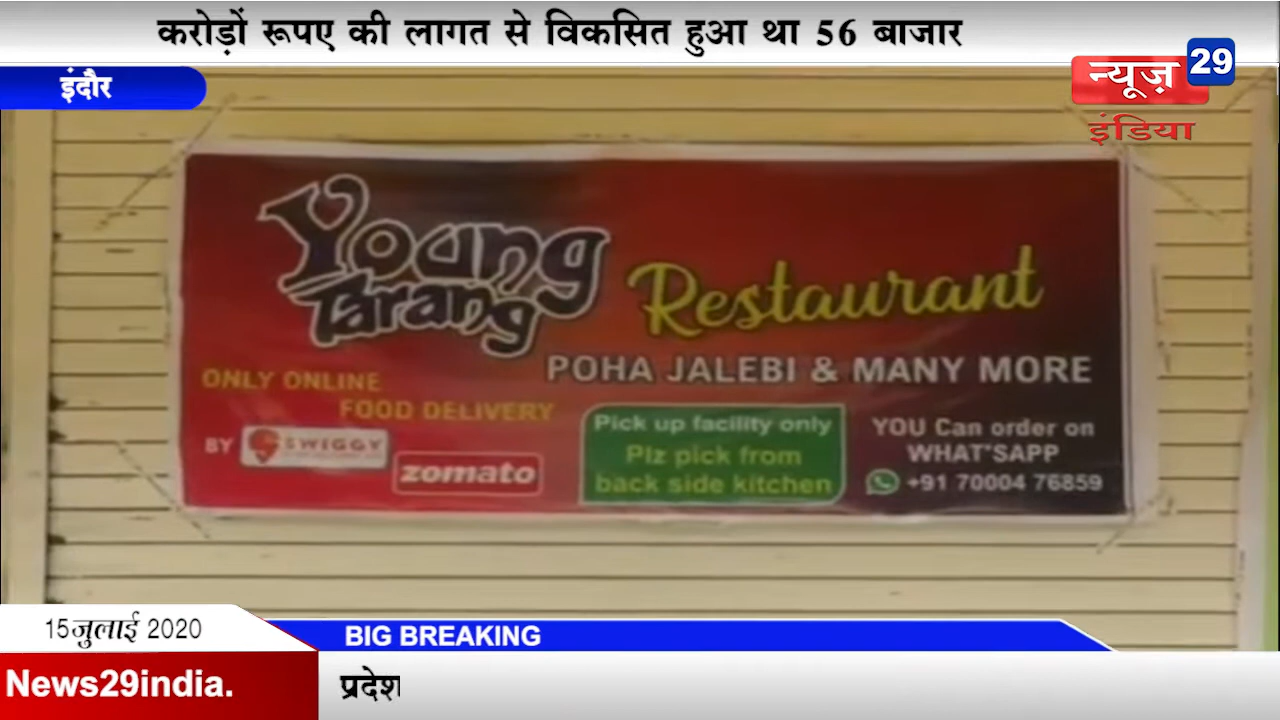 करोड़ों रूपए की लागत से विकसित हुआ था 56 बाजार
इंदौर
न्यूज़ 29
इंडिया
Young
Tarang
Restaurant
POHA JALEBI & MANY MORE
ONLY ONLINE
FOOD DELIVERY
BY SWIGGY
zomato
Pick up facility only
Plz pick from
back side kitchen
YOU Can order on
WHAT'SAPP
+91 70004 76859
15जुलाई 2020
BIG BREAKING
News29india.
प्रदेश